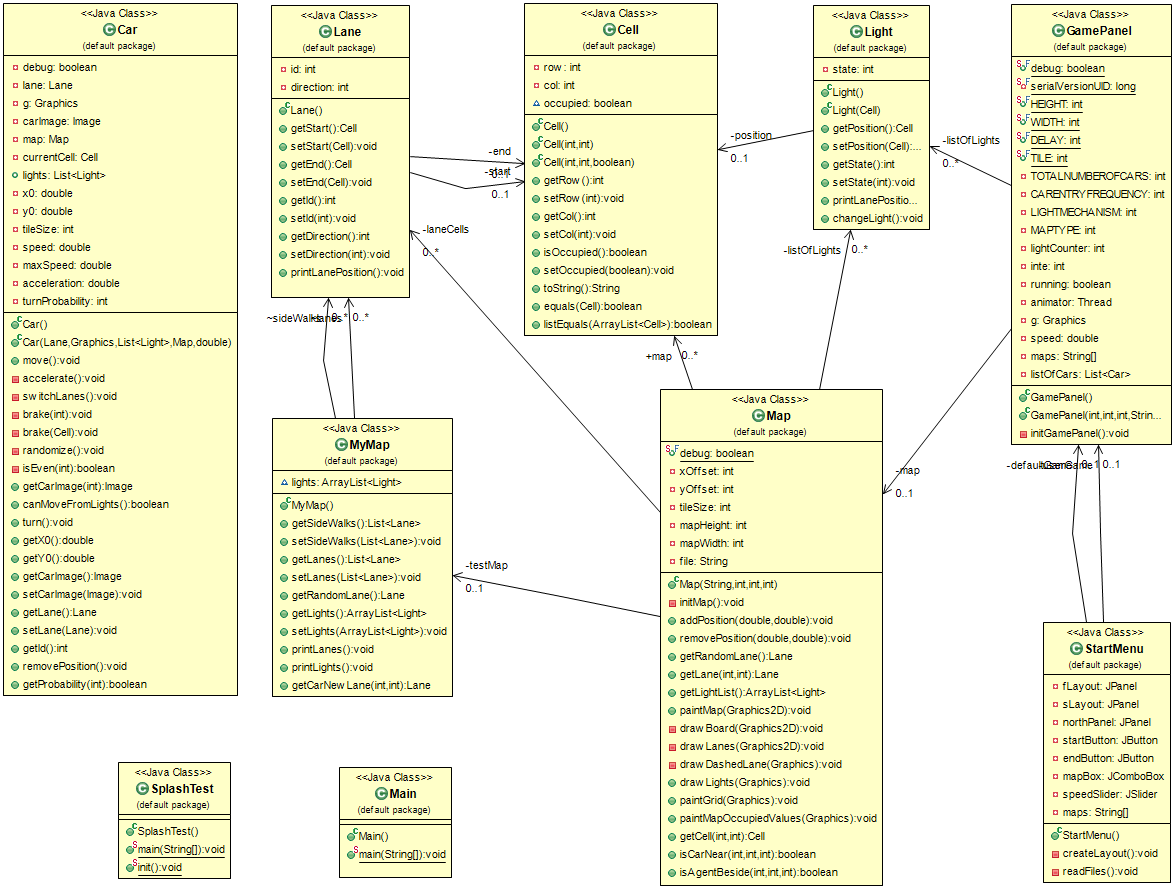 <<Java Class>>
Car
(default package)
debug: boolean
lane: Lane
g: Graphics
carImage: Image
map: Map
currentCell: Cell
lights: List<Light>
x0: double
y0: double
tileSize: int
speed: double
maxSpeed: double
acceleration: double
turnProbability: int
Car()
Car(Lane,Graphics,List<Light>,Map,double)
move():void
accelerate():void
switchLanes():void
brake(int):void
brake(Cell):void
randomize():void
isEven(int):boolean
getCarImage(int):Image
canMoveFromLights():boolean
turn():void
getX0():double
getY0():double
getCarImage():Image
setCarImage(Image):void
getLane():Lane
setLane(Lane):void
getId():int
removePosition():void
getProbability(int):boolean
<<Java Class>>
Lane
(default package)
id: int
direction: int
Lane()
getStart():Cell
setStart(Cell):void
getEnd():Cell
setEnd(Cell):void
getId():int
setId(int):void
getDirection():int
setDirection(int):void
printLanePosition():void
-end
-start
0..1
<<Java Class>>
Cell
(default package)
row: int
col: int
occupied: boolean
Cell()
Cell(int,int)
Cell(int,int,boolean)
getRow():int
setRow(int):void
getCol():int
setCol(int):void
isOccupied():boolean
setOccupied(boolean):void
toString():String
equals(Cell):boolean
listEquals(ArrayList<Cell>):boolean
-position
0..1
<<Java Class>>
Light
(default package)
state: int
Light()
Light(Cell)
getPosition():Cell
setPosition(Cell):...
getState():int
setState(int):void
printLanePositio...
changeLight():void
-listOfLights
0..*
<<Java Class>>
GamePanel
(default package)
debug: boolean
serialVersionUID: long
HEIGHT: int
WIDTH: int
DELAY: int
TILE: int
TOTALNUMBEROFCARS: int
CARENTRYFREQUENCY: int
LIGHTMECHANISM: int
MAPTYPE: int
lightCounter: int
inte: int
running: boolean
animator: Thread
g: Graphics
speed: double
maps: String[]
listOfCars: List<Car>
GamePanel()
GamePanel(int,int,int,Strin...
initGamePanel():void
-laneCells
0..*
-listOfLights
0..*
~sideWalks
0..*
+map
0..*
-map
0..1
0..1
<<Java Class>>
MyMap
(default package)
lights: ArrayList<Light>
MyMap()
getSideWalks():List<Lane>
setSideWalks(List<Lane>):void
getLanes():List<Lane>
setLanes(List<Lane>):void
getRandomLane():Lane
getLights():ArrayList<Light>
setLights(ArrayList<Light>):void
printLanes():void
printLights():void
getCarNewLane(int,int):Lane
-testMap
0..1
<<Java Class>>
Map
(default package)
debug: boolean
xOffset: int
yOffset: int
tileSize: int
mapHeight: int
mapWidth: int
file: String
Map(String,int,int,int)
initMap():void
addPosition(double,double):void
removePosition(double,double):void
getRandomLane():Lane
getLane(int,int):Lane
getLightList():ArrayList<Light>
paintMap(Graphics2D):void
drawBoard(Graphics2D):void
drawLanes(Graphics2D):void
drawDashedLane(Graphics):void
drawLights(Graphics):void
paintGrid(Graphics):void
paintMapOccupiedValues(Graphics):void
getCell(int,int):Cell
isCarNear(int,int,int):boolean
isAgentBeside(int,int,int):boolean
<<Java Class>>
StartMenu
(default package)
fLayout: JPanel
sLayout: JPanel
northPanel: JPanel
startButton: JButton
endButton: JButton
mapBox: JComboBox
speedSlider: JSlider
maps: String[]
StartMenu()
createLayout():void
readFiles():void
<<Java Class>>
SplashTest
(default package)
SplashTest()
main(String[]):void
init():void
<<Java Class>>
Main
(default package)
Main()
main(String[]):void